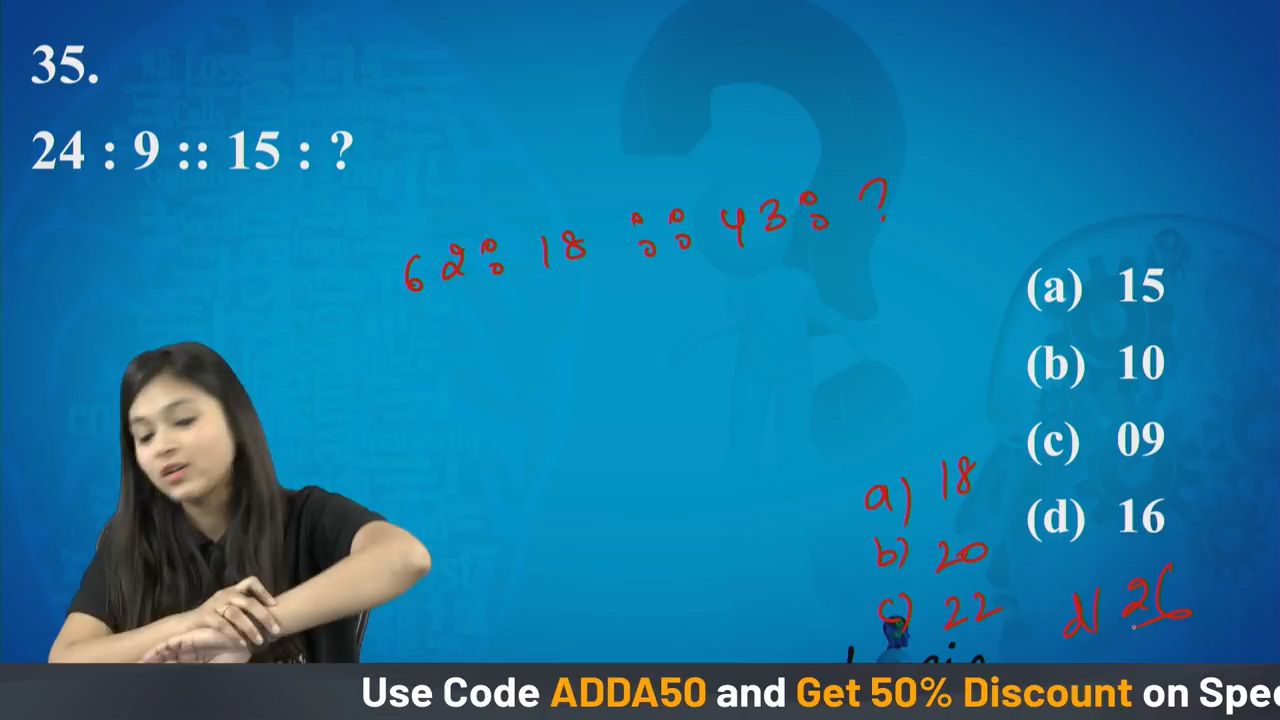 35.
24 : 9 :: 15 : ?
62 : 18 :: 43 : ?
(a) 15
(b) 10
(c) 09
(d) 16
a) 18
b) 20
c) 22
d) 26
Use Code ADDA50 and Get 50% Discount on Spec